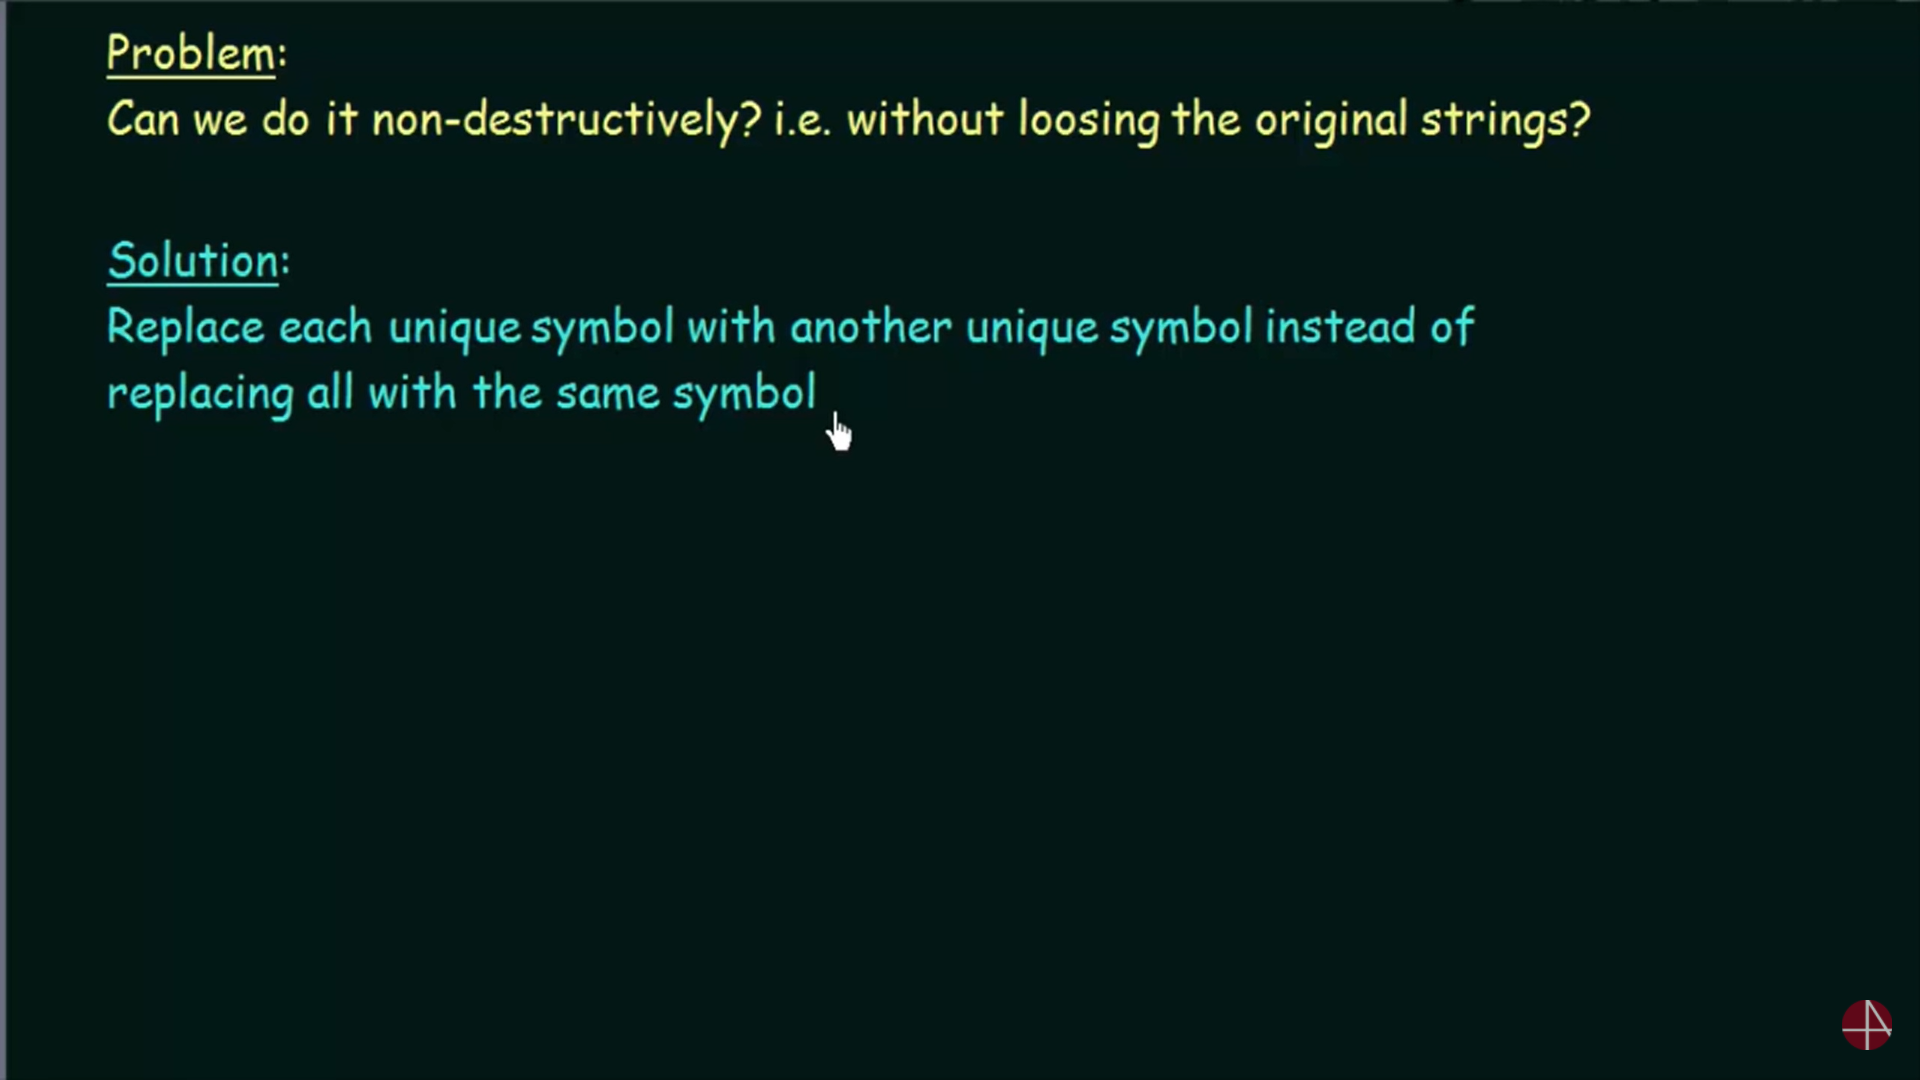 Problem:
Can we do it non-destructively? i.e. without loosing the original strings?
Solution:
Replace each unique symbol with another unique symbol instead of
replacing all with the same symbol